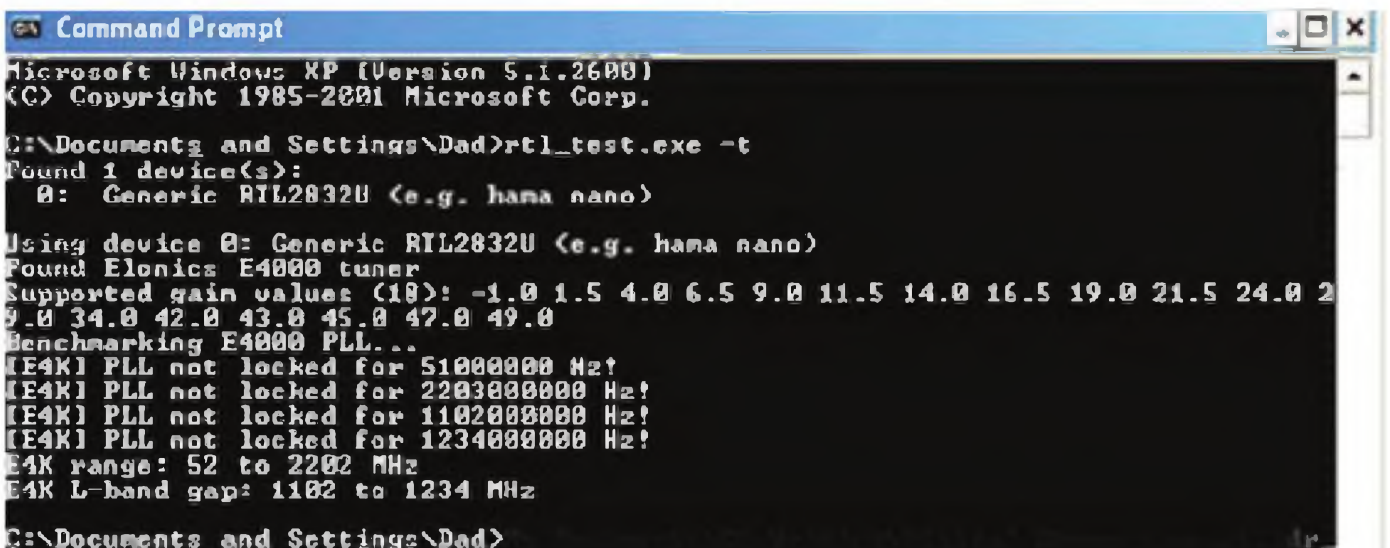 Command Prompt
Microsoft Windows XP [Version 5.1.2600]
(C) Copyright 1985-2001 Microsoft Corp.
C:\Documents and Settings\Dad>rtl_test.exe -t
Found 1 device(s):
0: Generic RTL2832U (e.g. hama nano)
Using device 0: Generic RTL2832U (e.g. hama nano)
Found Elonics E4000 tuner
Supported gain values (18): -1.0 1.5 4.0 6.5 9.0 11.5 14.0 16.5 19.0 21.5 24.0 2
9.0 34.0 42.0 43.0 45.0 47.0 49.0
Benchmarking E4000 PLL...
[E4K] PLL not locked for 51000000 Hz!
[E4K] PLL not locked for 2203000000 Hz!
[E4K] PLL not locked for 1102000000 Hz!
[E4K] PLL not locked for 1234000000 Hz!
E4K range: 52 to 2202 MHz
E4K L-band gap: 1102 to 1234 MHz
C:\Documents and Settings\Dad>